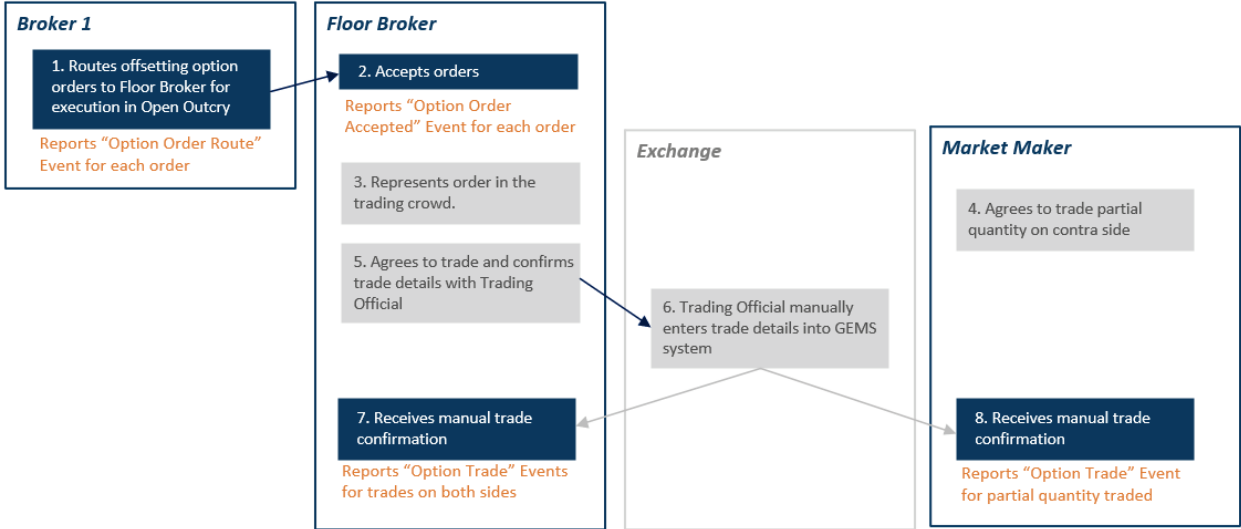 Broker 1
1. Routes offsetting option
orders to Floor Broker for
execution in Open Outcry
Reports “Option Order Route”
Event for each order
Floor Broker
2. Accepts orders
Reports “Option Order
Accepted” Event for each order
3. Represents order in the
trading crowd.
5. Agrees to trade and confirms
trade details with Trading
Official
7. Receives manual trade
confirmation
Reports “Option Trade” Events
for trades on both sides
Exchange
6. Trading Official manually
enters trade details into GEMS
system
Market Maker
4. Agrees to trade partial
quantity on contra side
8. Receives manual trade
confirmation
Reports “Option Trade” Event
for partial quantity traded